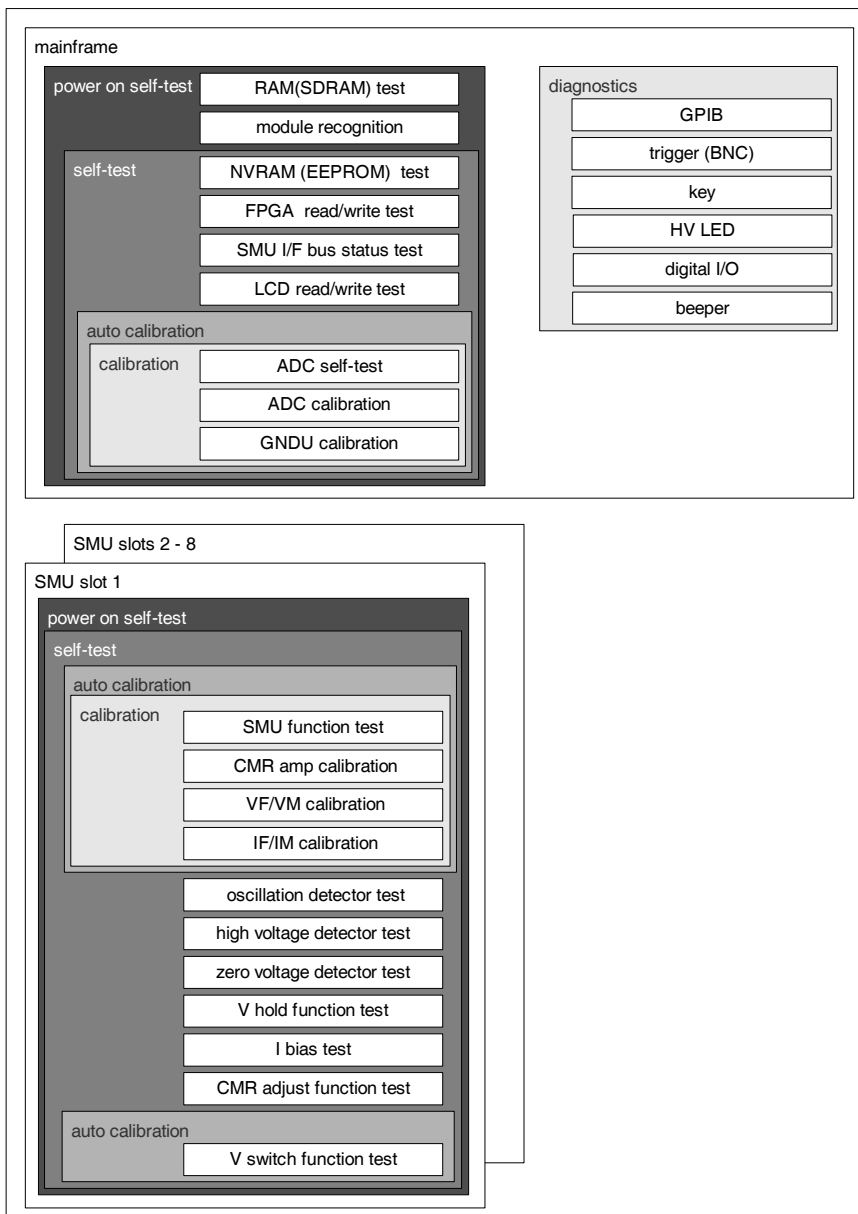 mainframe
power on self-test
RAM(SDRAM) test
module recognition
self-test
NVRAM (EEPROM) test
FPGA read/write test
SMU I/F bus status test
LCD read/write test
auto calibration
calibration
ADC self-test
ADC calibration
GNDU calibration
diagnostics
GPIB
trigger (BNC)
key
HV LED
digital I/O
beeper
SMU slots 2 - 8
SMU slot 1
power on self-test
self-test
auto calibration
calibration
SMU function test
CMR amp calibration
VF/VM calibration
IF/IM calibration
oscillation detector test
high voltage detector test
zero voltage detector test
V hold function test
I bias test
CMR adjust function test
auto calibration
V switch function test